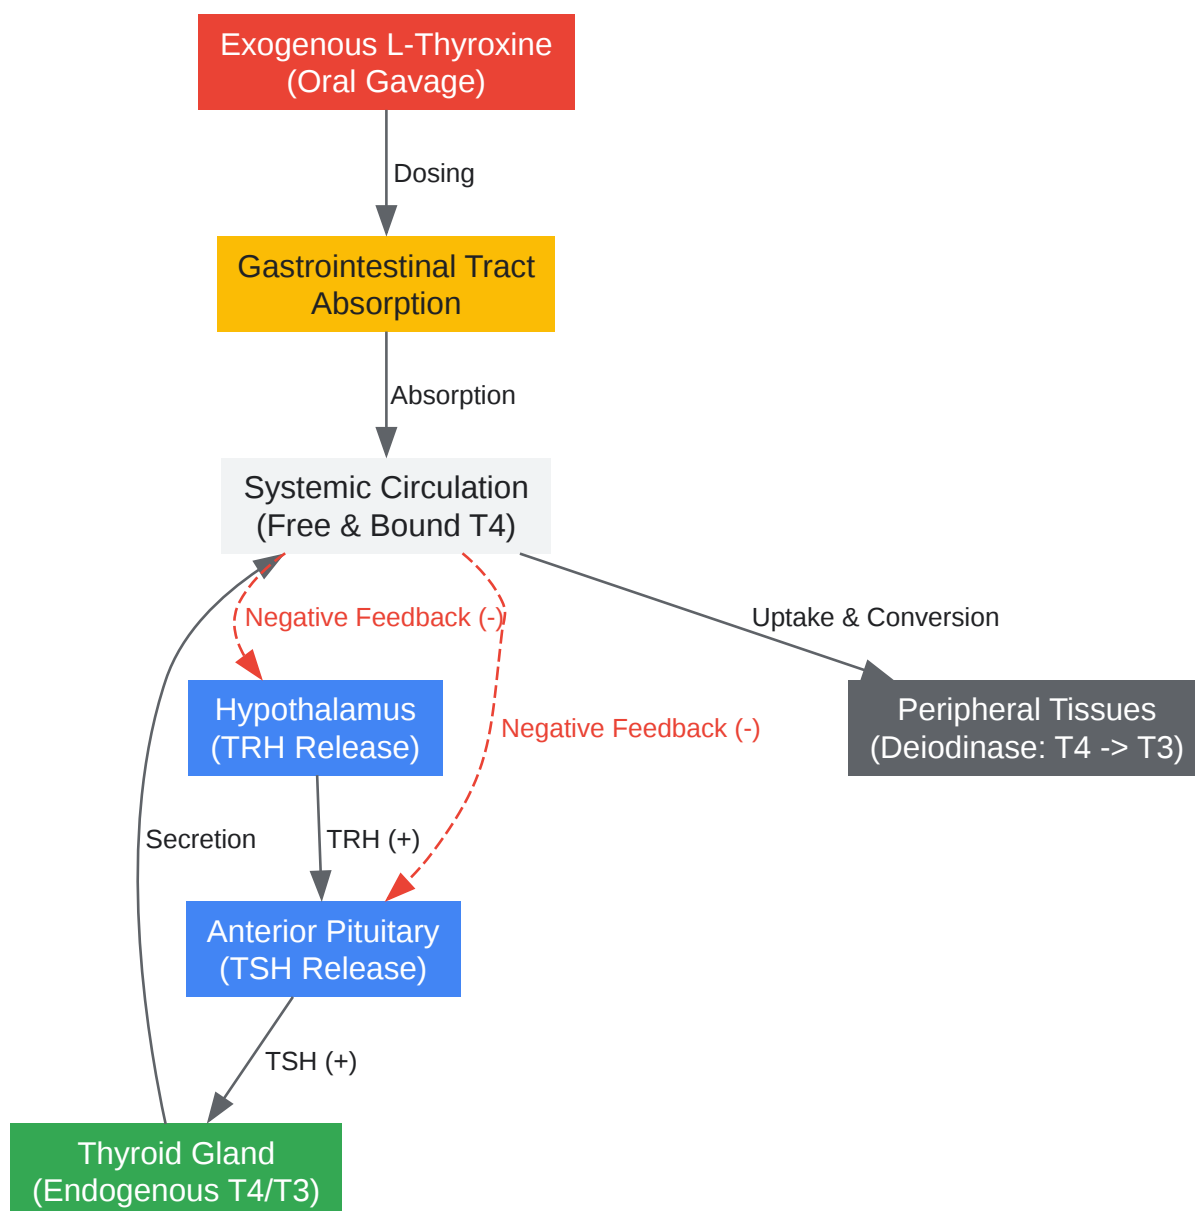 Exogenous L-Thyroxine
(Oral Gavage)
Dosing
Gastrointestinal Tract
Absorption
Absorption
Systemic Circulation
(Free & Bound T4)
Negative Feedback (-)
Uptake & Conversion
Hypothalamus
(TRH Release)
Negative Feedback (-)
Peripheral Tissues
(Deiodinase: T4 -> T3)
Secretion
TRH (+)
Anterior Pituitary
(TSH Release)
TSH (+)
Thyroid Gland
(Endogenous T4/T3)